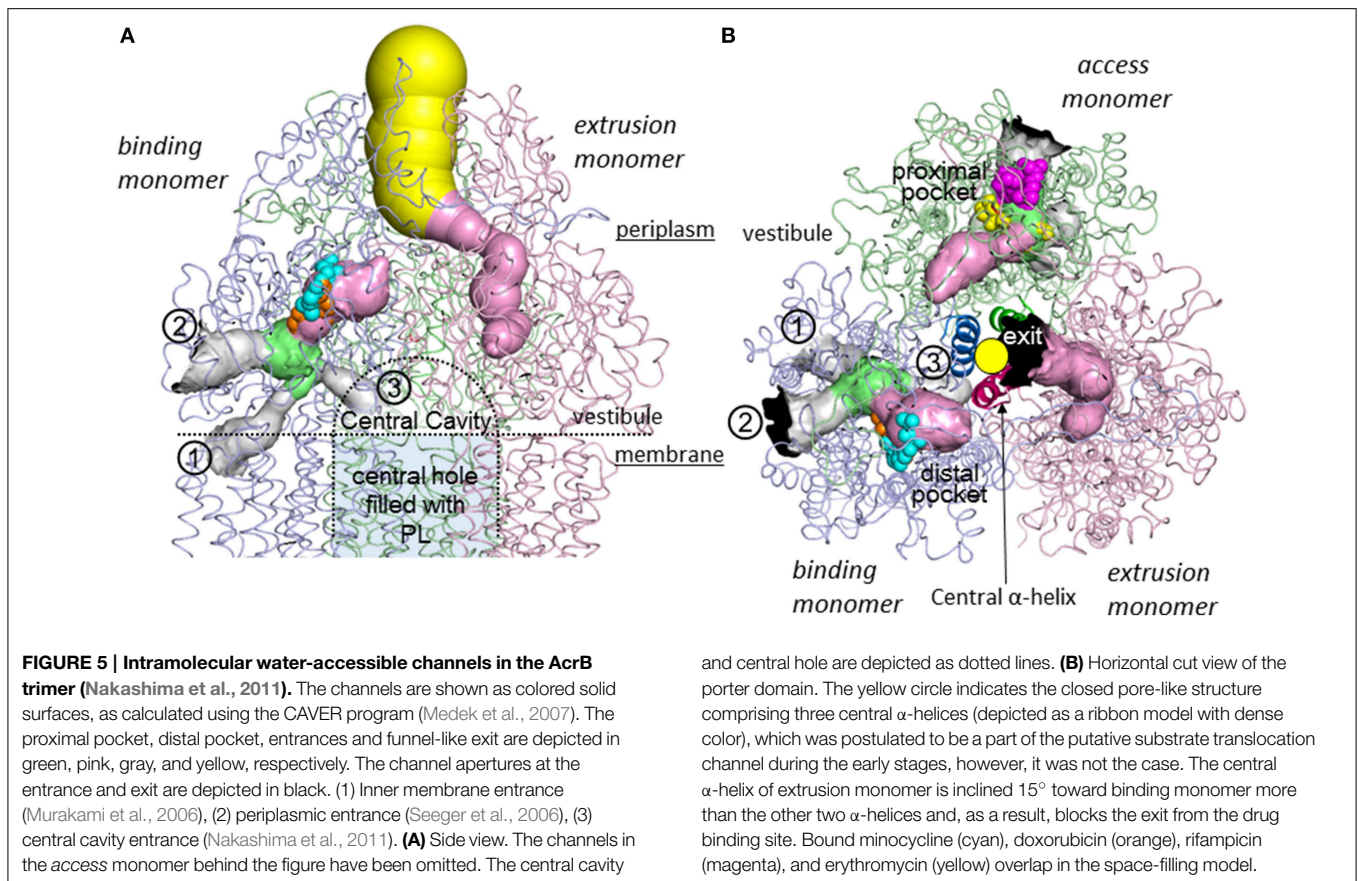 A
binding
monomer
extrusion
monomer
periplasm
2
3
Central Cavity
vestibule
1
membrane
central hole
filled with
PL
B
access
monomer
proximal
pocket
vestibule
1
exit
3
2
distal
pocket
binding
monomer
Central α-helix
extrusion
monomer
FIGURE 5 | Intramolecular water-accessible channels in the AcrB
trimer (Nakashima et al., 2011). The channels are shown as colored solid
surfaces, as calculated using the CAVER program (Medek et al., 2007). The
proximal pocket, distal pocket, entrances and funnel-like exit are depicted in
green, pink, gray, and yellow, respectively. The channel apertures at the
entrance and exit are depicted in black. (1) Inner membrane entrance
(Murakami et al., 2006), (2) periplasmic entrance (Seeger et al., 2006), (3)
central cavity entrance (Nakashima et al., 2011). (A) Side view. The channels in
the access monomer behind the figure have been omitted. The central cavity
and central hole are depicted as dotted lines. (B) Horizontal cut view of the
porter domain. The yellow circle indicates the closed pore-like structure
comprising three central α-helices (depicted as a ribbon model with dense
color), which was postulated to be a part of the putative substrate translocation
channel during the early stages, however, it was not the case. The central
α-helix of extrusion monomer is inclined 15° toward binding monomer more
than the other two α-helices and, as a result, blocks the exit from the drug
binding site. Bound minocycline (cyan), doxorubicin (orange), rifampicin
(magenta), and erythromycin (yellow) overlap in the space-filling model.